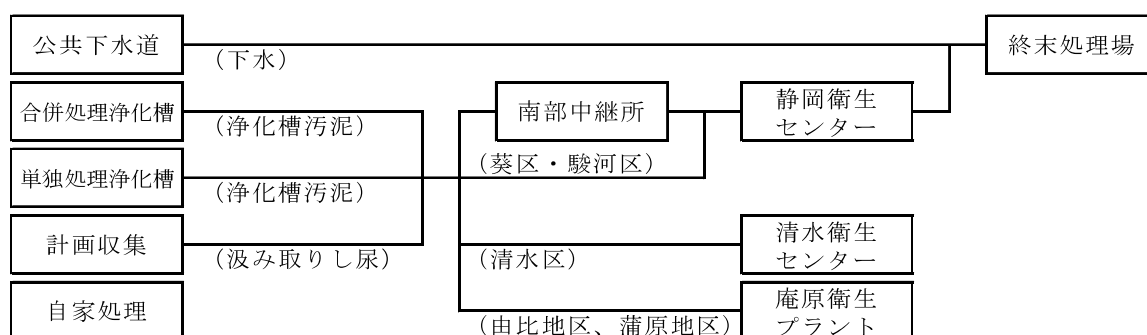 公共下水道
(下水)
終末処理場
合併処理浄化槽
(浄化槽汚泥)
南部中継所
静岡衛生
センター
単独処理浄化槽
(浄化槽汚泥)
(葵区・駿河区)
計画収集
(汲み取りし尿)
(清水区)
清水衛生
センター
自家処理
(由比地区、蒲原地区)
庵原衛生
プラント